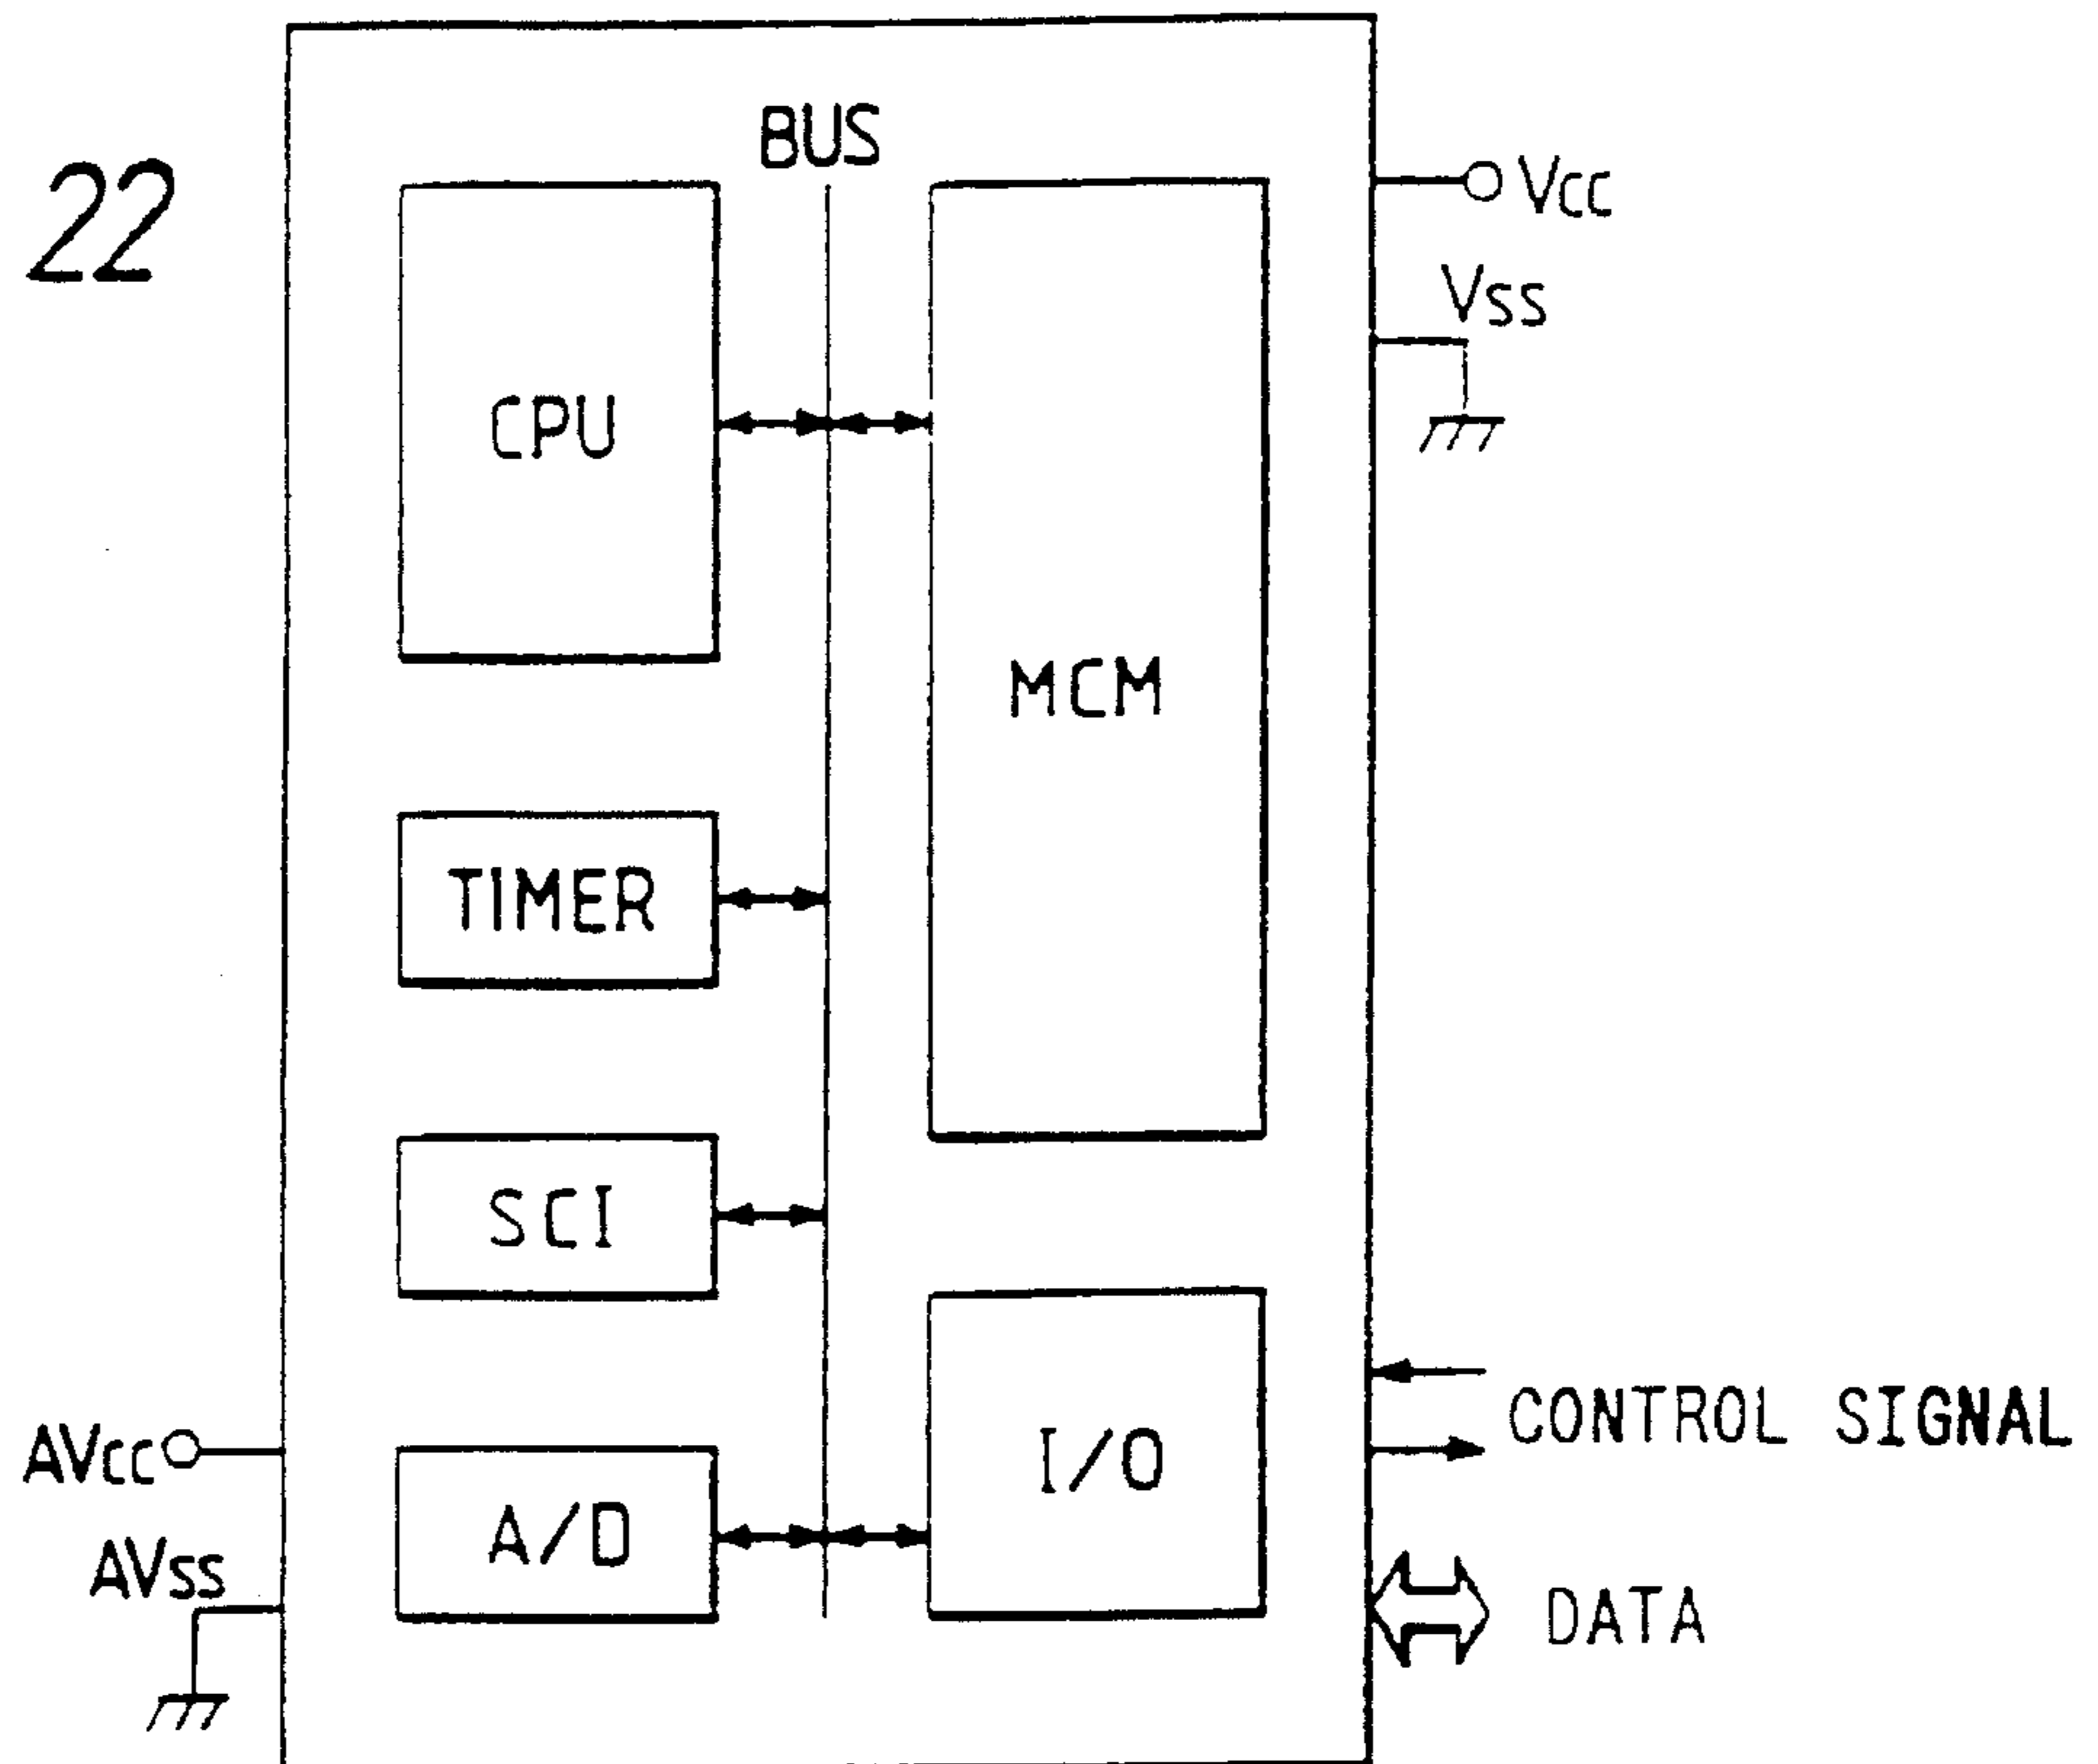 22
BUS
CPU
MCM
TIMER
SCI
A/D
I/O
Vcc
Vss
AVcc
AVss
CONTROL SIGNAL
DATA